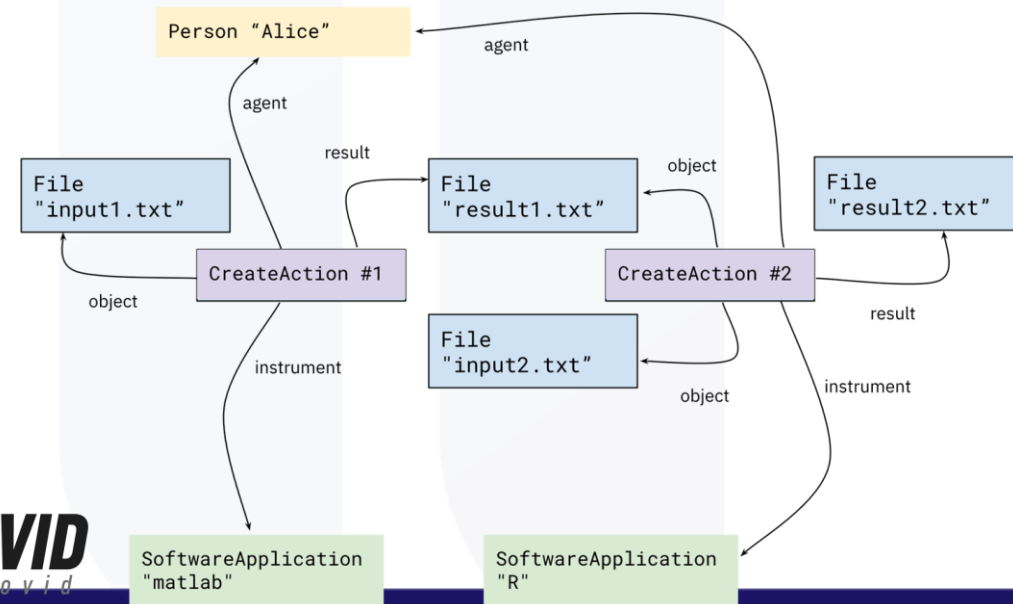 Person “Alice”
agent
agent
result
object
File
"input1.txt”
File
"result1.txt”
File
"result2.txt”
CreateAction #1
CreateAction #2
object
result
File
"input2.txt”
instrument
instrument
object
VID
ovid
SoftwareApplication
"matlab"
SoftwareApplication
"R"